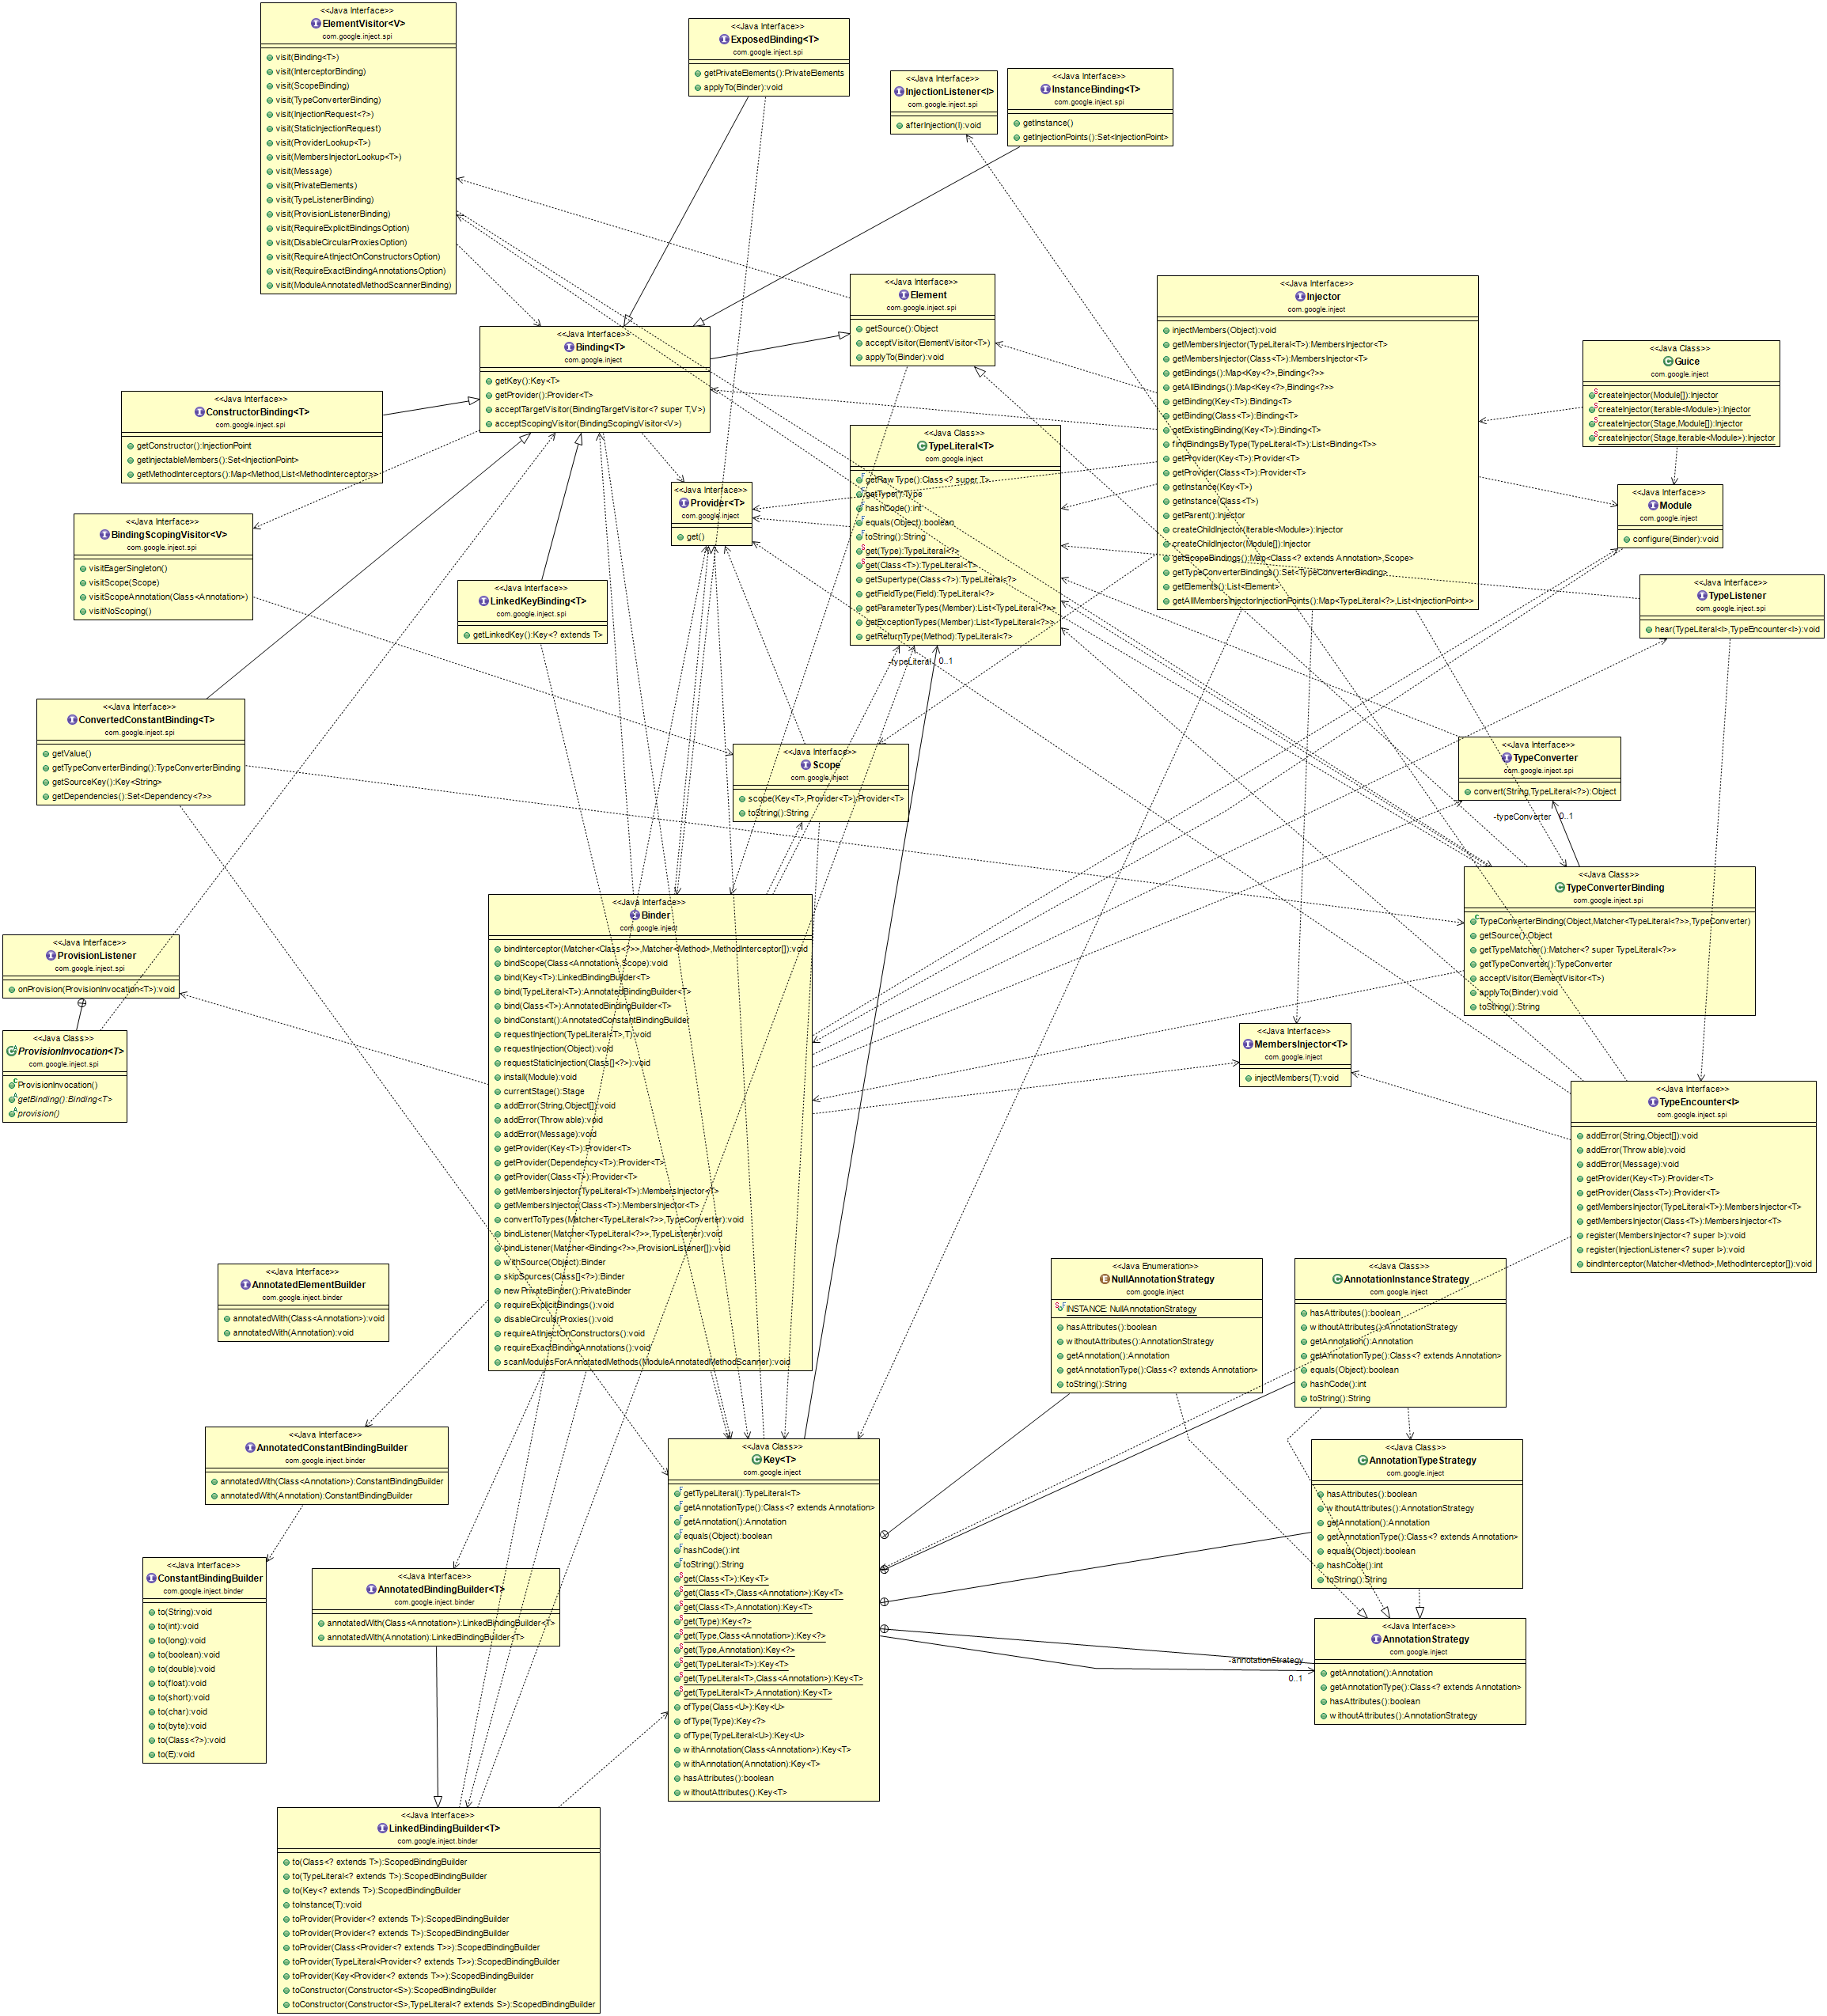 <<Java Interface>>
ElementVisitor<V>
com.google.inject.spi
visit(Binding<T>)
visit(InterceptorBinding)
visit(ScopeBinding)
visit(TypeConverterBinding)
visit(InjectionRequest<?>)
visit(StaticInjectionRequest)
visit(ProviderLookup<T>)
visit(MembersInjectorLookup<T>)
visit(Message)
visit(PrivateElements)
visit(TypeListenerBinding)
visit(ProvisionListenerBinding)
visit(RequireExplicitBindingsOption)
visit(DisableCircularProxiesOption)
visit(RequireAtInjectOnConstructorsOption)
visit(RequireExactBindingAnnotationsOption)
visit(ModuleAnnotatedMethodScannerBinding)
<<Java Interface>>
ExposedBinding<T>
com.google.inject.spi
getPrivateElements():PrivateElements
applyTo(Binder):void
<<Java Interface>>
InjectionListener<I>
com.google.inject.spi
afterInjection(I):void
<<Java Interface>>
InstanceBinding<T>
com.google.inject.spi
getInstance()
getInjectionPoints():Set<InjectionPoint>
<<Java Interface>>
Element
com.google.inject.spi
getSource():Object
acceptVisitor(ElementVisitor<T>)
applyTo(Binder):void
<<Java Interface>>
Injector
com.google.inject
injectMembers(Object):void
getMembersInjector(TypeLiteral<T>):MembersInjector<T>
getMembersInjector(Class<T>):MembersInjector<T>
getBindings():Map<Key<?>,Binding<?>>
getAllBindings():Map<Key<?>,Binding<?>>
getBinding(Key<T>):Binding<T>
getBinding(Class<T>):Binding<T>
getExistingBinding(Key<T>):Binding<T>
findBindingsByType(TypeLiteral<T>):List<Binding<T>>
getProvider(Key<T>):Provider<T>
getProvider(Class<T>):Provider<T>
getInstance(Key<T>)
getInstance(Class<T>)
getParent():Injector
createChildInjector(Iterable<Module>):Injector
createChildInjector(Module[]):Injector
getScopeBindings():Map<Class<? extends Annotation>,Scope>
getTypeConverterBindings():Set<TypeConverterBinding>
getElements():List<Element>
getAllMembersInjectorInjectionPoints():Map<TypeLiteral<?>,List<InjectionPoint>>
<<Java Class>>
Guice
com.google.inject
createInjector(Module[]):Injector
createInjector(Iterable<Module>):Injector
createInjector(Stage,Module[]):Injector
createInjector(Stage,Iterable<Module>):Injector
<<Java Interface>>
Binding<T>
com.google.inject
getKey():Key<T>
getProvider():Provider<T>
acceptTargetVisitor(BindingTargetVisitor<? super T,V>)
acceptScopingVisitor(BindingScopingVisitor<V>)
<<Java Interface>>
ConstructorBinding<T>
com.google.inject.spi
getConstructor():InjectionPoint
getInjectableMembers():Set<InjectionPoint>
getMethodInterceptors():Map<Method,List<MethodInterceptor>>
<<Java Class>>
TypeLiteral<T>
com.google.inject
getRawType():Class<? super T>
getType():Type
hashCode():int
equals(Object):boolean
toString():String
get(Type):TypeLiteral<?>
get(Class<T>):TypeLiteral<T>
getSupertype(Class<?>):TypeLiteral<?>
getFieldType(Field):TypeLiteral<?>
getParameterTypes(Member):List<TypeLiteral<?>>
getExceptionTypes(Member):List<TypeLiteral<?>>
getReturnType(Method):TypeLiteral<?>
-typeLiteral
0..1
<<Java Interface>>
Provider<T>
com.google.inject
get()
<<Java Interface>>
Module
com.google.inject
configure(Binder):void
<<Java Interface>>
BindingScopingVisitor<V>
com.google.inject.spi
visitEagerSingleton()
visitScope(Scope)
visitScopeAnnotation(Class<Annotation>)
visitNoScoping()
<<Java Interface>>
LinkedKeyBinding<T>
com.google.inject.spi
getLinkedKey():Key<? extends T>
<<Java Interface>>
TypeListener
com.google.inject.spi
hear(TypeLiteral<I>,TypeEncounter<I>):void
<<Java Interface>>
ConvertedConstantBinding<T>
com.google.inject.spi
getValue()
getTypeConverterBinding():TypeConverterBinding
getSourceKey():Key<String>
getDependencies():Set<Dependency<?>>
<<Java Interface>>
Scope
com.google.inject
scope(Key<T>,Provider<T>):Provider<T>
toString():String
<<Java Interface>>
TypeConverter
com.google.inject.spi
convert(String,TypeLiteral<?>):Object
-typeConverter
0..1
<<Java Class>>
TypeConverterBinding
com.google.inject.spi
TypeConverterBinding(Object,Matcher<TypeLiteral<?>>,TypeConverter)
getSource():Object
getTypeMatcher():Matcher<? super TypeLiteral<?>>
getTypeConverter():TypeConverter
acceptVisitor(ElementVisitor<T>)
applyTo(Binder):void
toString():String
<<Java Interface>>
Binder
com.google.inject
bindInterceptor(Matcher<Class<?>>,Matcher<Method>,MethodInterceptor[]):void
bindScope(Class<Annotation>,Scope):void
bind(Key<T>):LinkedBindingBuilder<T>
bind(TypeLiteral<T>):AnnotatedBindingBuilder<T>
bind(Class<T>):AnnotatedBindingBuilder<T>
bindConstant():AnnotatedConstantBindingBuilder
requestInjection(TypeLiteral<T>,T):void
requestInjection(Object):void
requestStaticInjection(Class[]<?>):void
install(Module):void
currentStage():Stage
addError(String,Object[]):void
addError(Throwable):void
addError(Message):void
getProvider(Key<T>):Provider<T>
getProvider(Dependency<T>):Provider<T>
getProvider(Class<T>):Provider<T>
getMembersInjector(TypeLiteral<T>):MembersInjector<T>
getMembersInjector(Class<T>):MembersInjector<T>
convertToTypes(Matcher<TypeLiteral<?>>,TypeConverter):void
bindListener(Matcher<TypeLiteral<?>>,TypeListener):void
bindListener(Matcher<Binding<?>>,ProvisionListener[]):void
withSource(Object):Binder
skipSources(Class[]<?>):Binder
newPrivateBinder():PrivateBinder
requireExplicitBindings():void
disableCircularProxies():void
requireAtInjectOnConstructors():void
requireExactBindingAnnotations():void
scanModulesForAnnotatedMethods(ModuleAnnotatedMethodScanner):void
<<Java Interface>>
ProvisionListener
com.google.inject.spi
onProvision(ProvisionInvocation<T>):void
<<Java Class>>
ProvisionInvocation<T>
com.google.inject.spi
ProvisionInvocation()
getBinding():Binding<T>
provision()
<<Java Interface>>
MembersInjector<T>
com.google.inject
injectMembers(T):void
<<Java Interface>>
TypeEncounter<I>
com.google.inject.spi
addError(String,Object[]):void
addError(Throwable):void
addError(Message):void
getProvider(Key<T>):Provider<T>
getProvider(Class<T>):Provider<T>
getMembersInjector(TypeLiteral<T>):MembersInjector<T>
getMembersInjector(Class<T>):MembersInjector<T>
register(MembersInjector<? super I>):void
register(InjectionListener<? super I>):void
bindInterceptor(Matcher<Method>,MethodInterceptor[]):void
<<Java Interface>>
AnnotatedElementBuilder
com.google.inject.binder
annotatedWith(Class<Annotation>):void
annotatedWith(Annotation):void
<<Java Enumeration>>
NullAnnotationStrategy
com.google.inject
INSTANCE: NullAnnotationStrategy
hasAttributes():boolean
withoutAttributes():AnnotationStrategy
getAnnotation():Annotation
getAnnotationType():Class<? extends Annotation>
toString():String
<<Java Class>>
AnnotationInstanceStrategy
com.google.inject
hasAttributes():boolean
withoutAttributes():AnnotationStrategy
getAnnotation():Annotation
getAnnotationType():Class<? extends Annotation>
equals(Object):boolean
hashCode():int
toString():String
<<Java Interface>>
AnnotatedConstantBindingBuilder
com.google.inject.binder
annotatedWith(Class<Annotation>):ConstantBindingBuilder
annotatedWith(Annotation):ConstantBindingBuilder
<<Java Class>>
Key<T>
com.google.inject
getTypeLiteral():TypeLiteral<T>
getAnnotationType():Class<? extends Annotation>
getAnnotation():Annotation
equals(Object):boolean
hashCode():int
toString():String
get(Class<T>):Key<T>
get(Class<T>,Class<Annotation>):Key<T>
get(Class<T>,Annotation):Key<T>
get(Type):Key<?>
get(Type,Class<Annotation>):Key<?>
get(Type,Annotation):Key<?>
get(TypeLiteral<T>):Key<T>
get(TypeLiteral<T>,Class<Annotation>):Key<T>
get(TypeLiteral<T>,Annotation):Key<T>
ofType(Class<U>):Key<U>
ofType(Type):Key<?>
ofType(TypeLiteral<U>):Key<U>
withAnnotation(Class<Annotation>):Key<T>
withAnnotation(Annotation):Key<T>
hasAttributes():boolean
withoutAttributes():Key<T>
<<Java Class>>
AnnotationTypeStrategy
com.google.inject
hasAttributes():boolean
withoutAttributes():AnnotationStrategy
getAnnotation():Annotation
getAnnotationType():Class<? extends Annotation>
equals(Object):boolean
hashCode():int
toString():String
<<Java Interface>>
ConstantBindingBuilder
com.google.inject.binder
to(String):void
to(int):void
to(long):void
to(boolean):void
to(double):void
to(float):void
to(short):void
to(char):void
to(byte):void
to(Class<?>):void
to(E):void
<<Java Interface>>
AnnotatedBindingBuilder<T>
com.google.inject.binder
annotatedWith(Class<Annotation>):LinkedBindingBuilder<T>
annotatedWith(Annotation):LinkedBindingBuilder<T>
-annotationStrategy
0..1
<<Java Interface>>
AnnotationStrategy
com.google.inject
getAnnotation():Annotation
getAnnotationType():Class<? extends Annotation>
hasAttributes():boolean
withoutAttributes():AnnotationStrategy
<<Java Interface>>
LinkedBindingBuilder<T>
com.google.inject.binder
to(Class<? extends T>):ScopedBindingBuilder
to(TypeLiteral<? extends T>):ScopedBindingBuilder
to(Key<? extends T>):ScopedBindingBuilder
toInstance(T):void
toProvider(Provider<? extends T>):ScopedBindingBuilder
toProvider(Provider<? extends T>):ScopedBindingBuilder
toProvider(Class<Provider<? extends T>>):ScopedBindingBuilder
toProvider(TypeLiteral<Provider<? extends T>>):ScopedBindingBuilder
toProvider(Key<Provider<? extends T>>):ScopedBindingBuilder
toConstructor(Constructor<S>):ScopedBindingBuilder
toConstructor(Constructor<S>,TypeLiteral<? extends S>):ScopedBindingBuilder